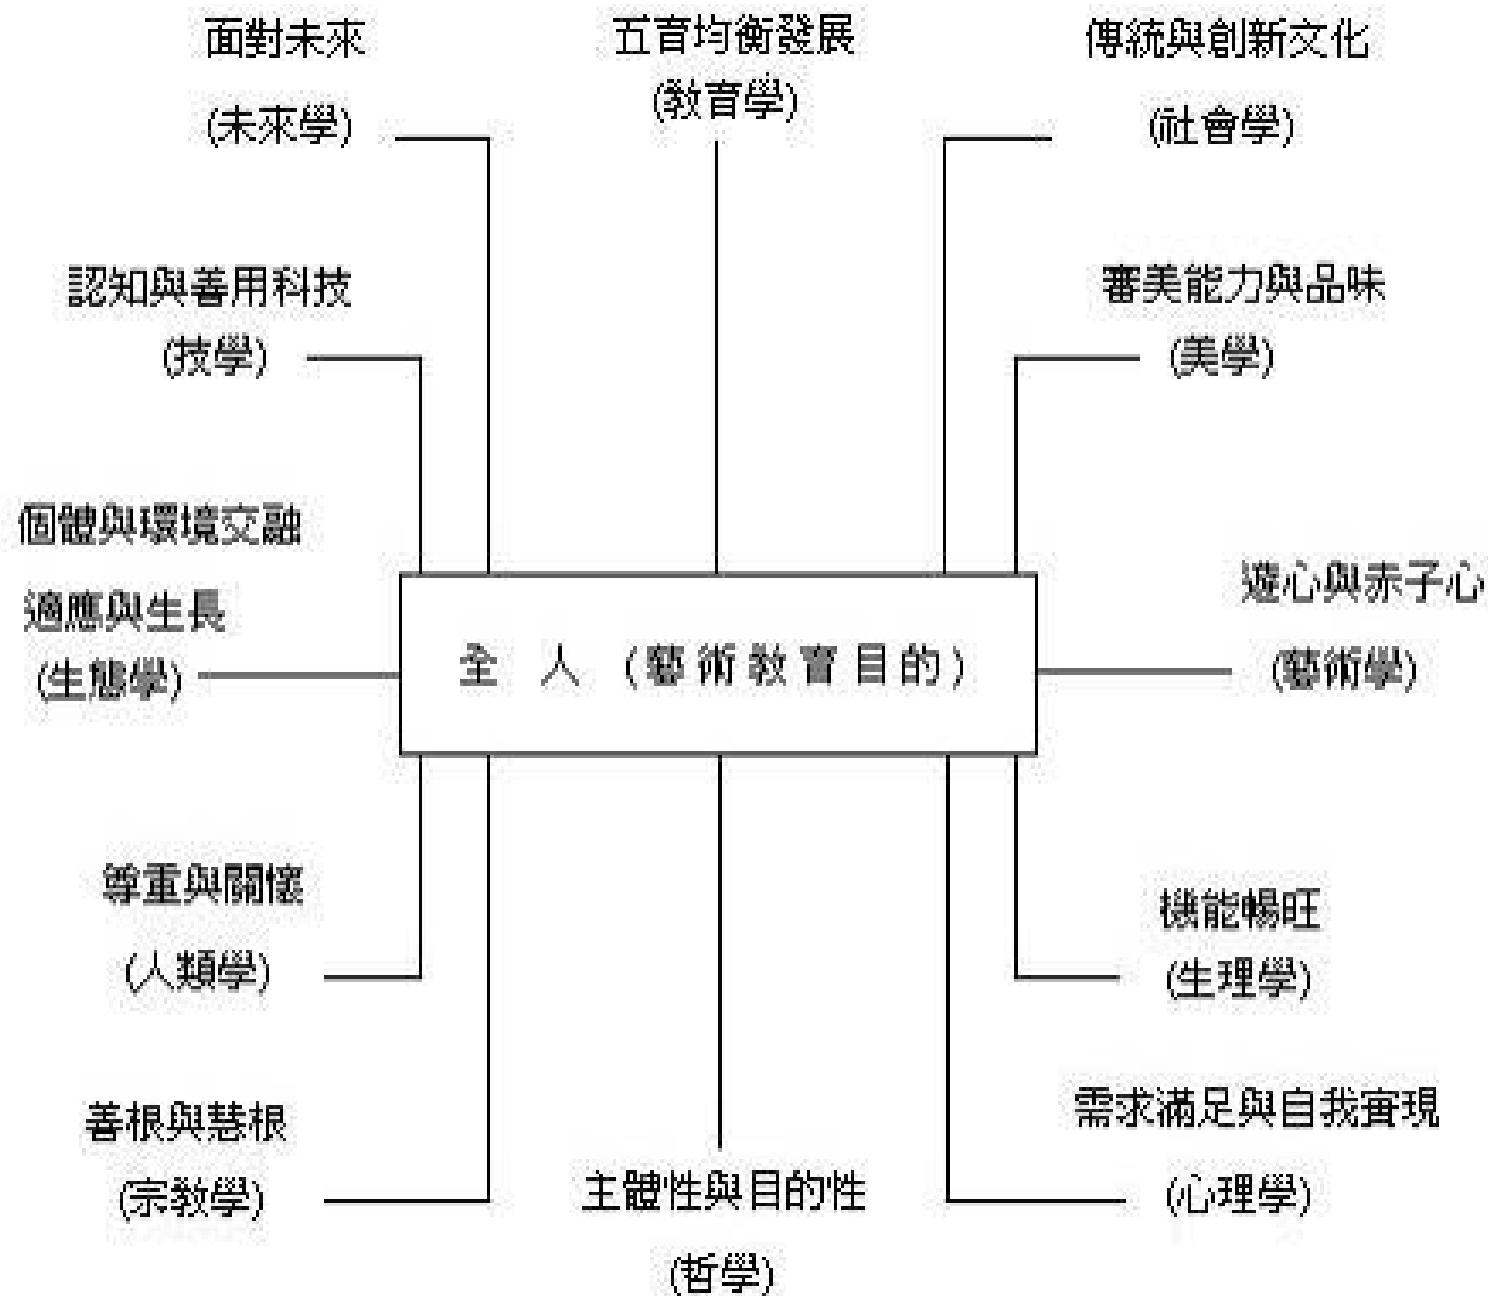 面對未來
(未來學)
五育均衡發展
(教育學)
傳統與創新文化
(社會學)
認知與善用科技
(技學)
審美能力與品味
(美學)
個體與環境交融
適應與生長
(生態學)
全 人 (藝術教育目的)
遊心與赤子心
(藝術學)
尊重與關懷
(人類學)
機能暢旺
(生理學)
善根與慧根
(宗教學)
主體性與目的性
(哲學)
需求滿足與自我實現
(心理學)